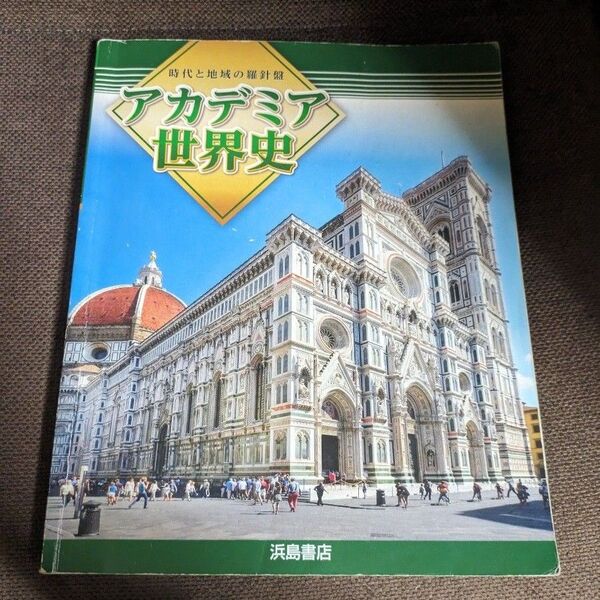 時代と地域の羅針盤
アカデミア
世界史
浜島書店